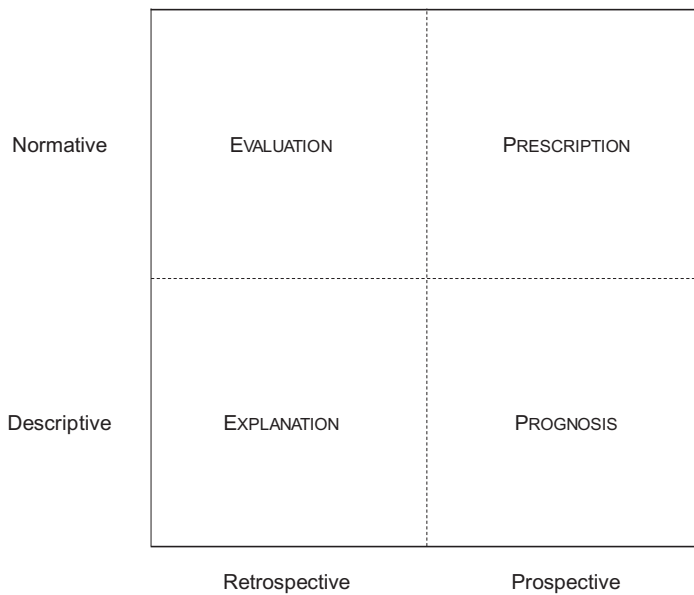 Normative EVALUATION PRESCRIPTION
Descriptive EXPLANATION PROGNOSIS
Retrospective Prospective